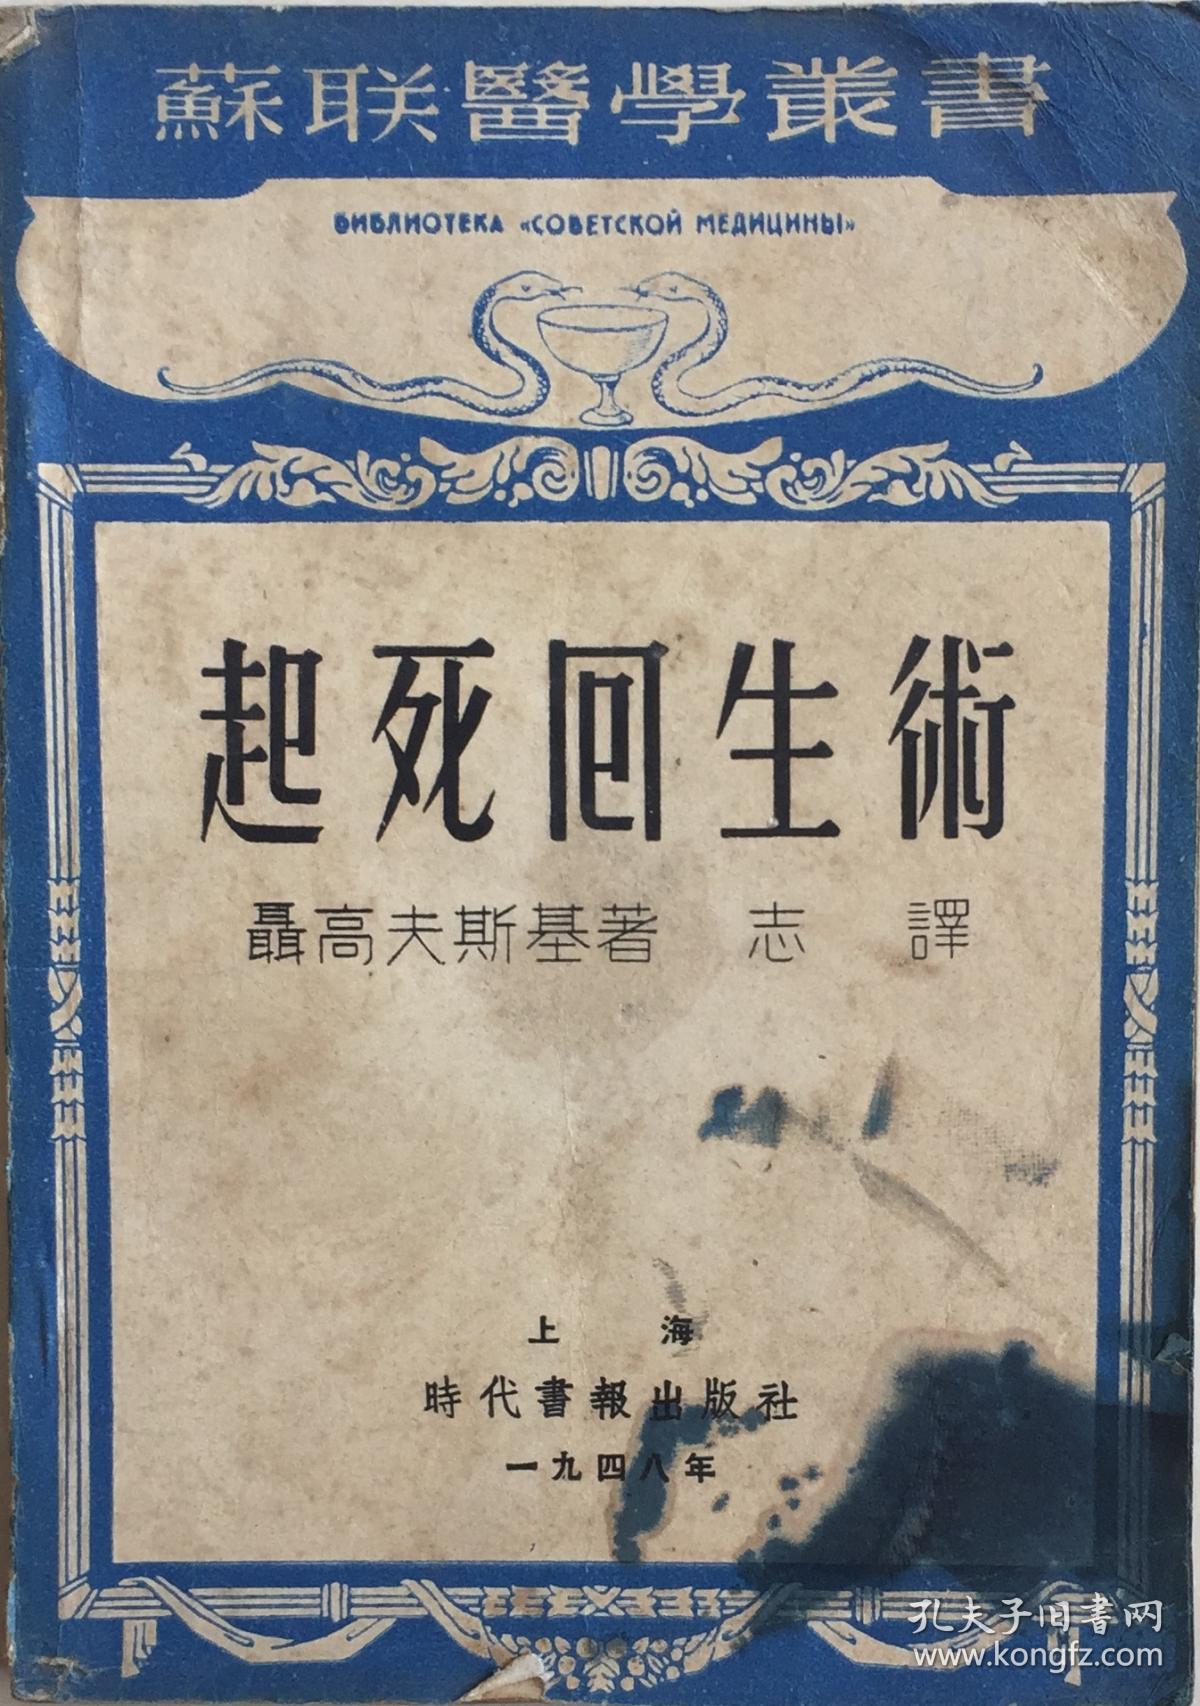 蘇联醫學叢書
БИБЛИОТЕКА «СОВЕТСКОЙ МЕДИЦИНЫ»
起死囘生術
聶高夫斯基著 志 譯
上 海
時代書報出版社
一九四八年
孔夫子旧書网
www.kongfz.com